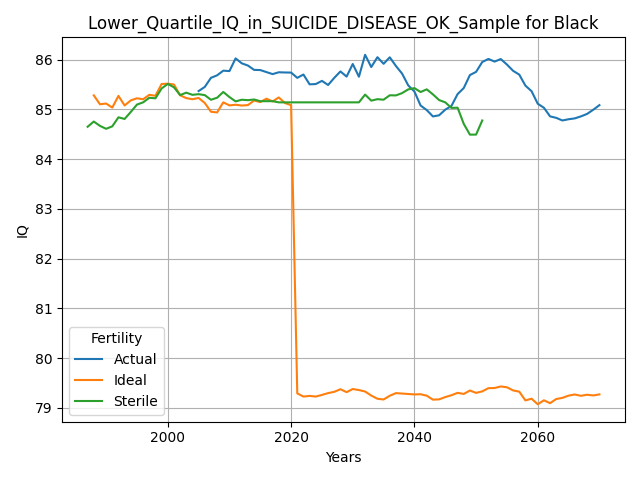 Lower_Quartile_IQ_in_SUICIDE_DISEASE_OK_Sample for Black
86
85
84
83
82
81
80
79
IQ
Fertility
Actual
Ideal
Sterile
2000
2020
2040
2060
Years